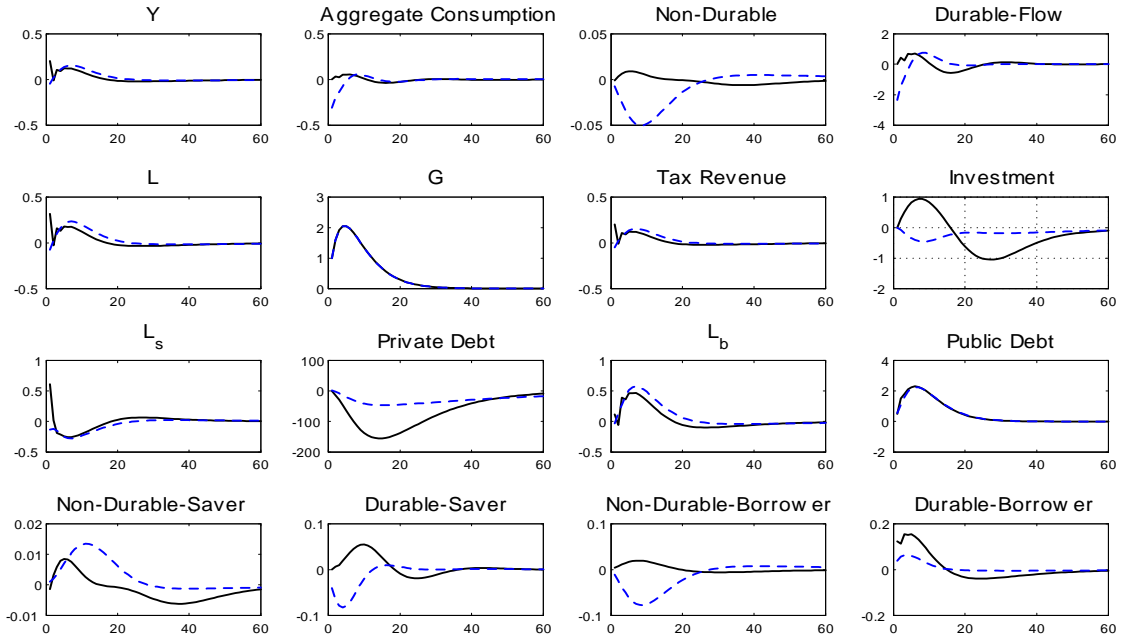 Y
Aggregate Consumption
Non-Durable
Durable-Flow
0.5
0
-0.5
0 20 40 60
0.5
0
-0.5
0 20 40 60
0.05
0
-0.05
0 20 40 60
2
0
-2
-4
0 20 40 60
L
G
Tax Revenue
Investment
0.5
0
-0.5
0 20 40 60
3
2
1
0
0 20 40 60
0.5
0
-0.5
0 20 40 60
1
0
-1
-2
0 20 40 60
L_s
Private Debt
L_b
Public Debt
1
0.5
0
-0.5
0 20 40 60
100
0
-100
-200
0 20 40 60
1
0.5
0
-0.5
0 20 40 60
4
2
0
-2
0 20 40 60
Non-Durable-Saver
Durable-Saver
Non-Durable-Borrower
Durable-Borrower
0.02
0.01
0
-0.01
0 20 40 60
0.1
0
-0.1
0 20 40 60
0.1
0
-0.1
0 20 40 60
0.2
0
-0.2
0 20 40 60